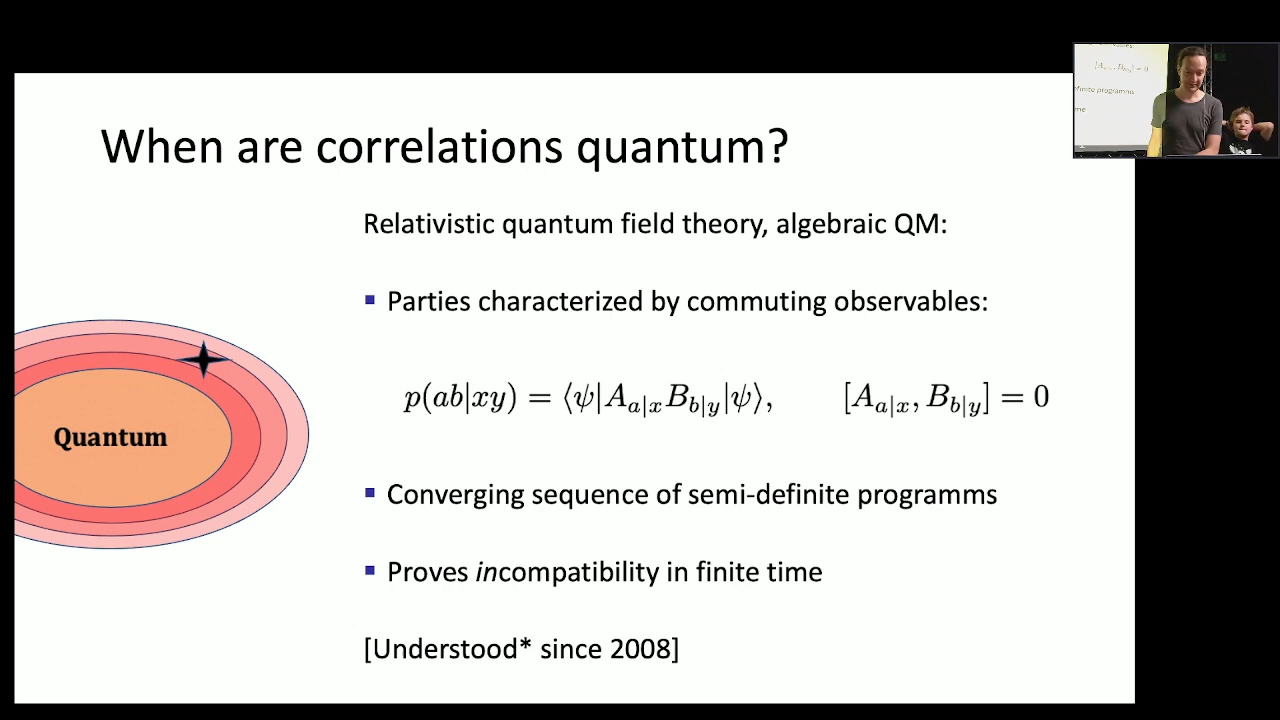 When are correlations quantum?
Relativistic quantum field theory, algebraic QM:
▪ Parties characterized by commuting observables:
p(ab|xy) = ⟨ψ|A_{a|x}B_{b|y}|ψ⟩, [A_{a|x}, B_{b|y}] = 0
Quantum
▪ Converging sequence of semi-definite programms
▪ Proves incompatibility in finite time
[Understood* since 2008]